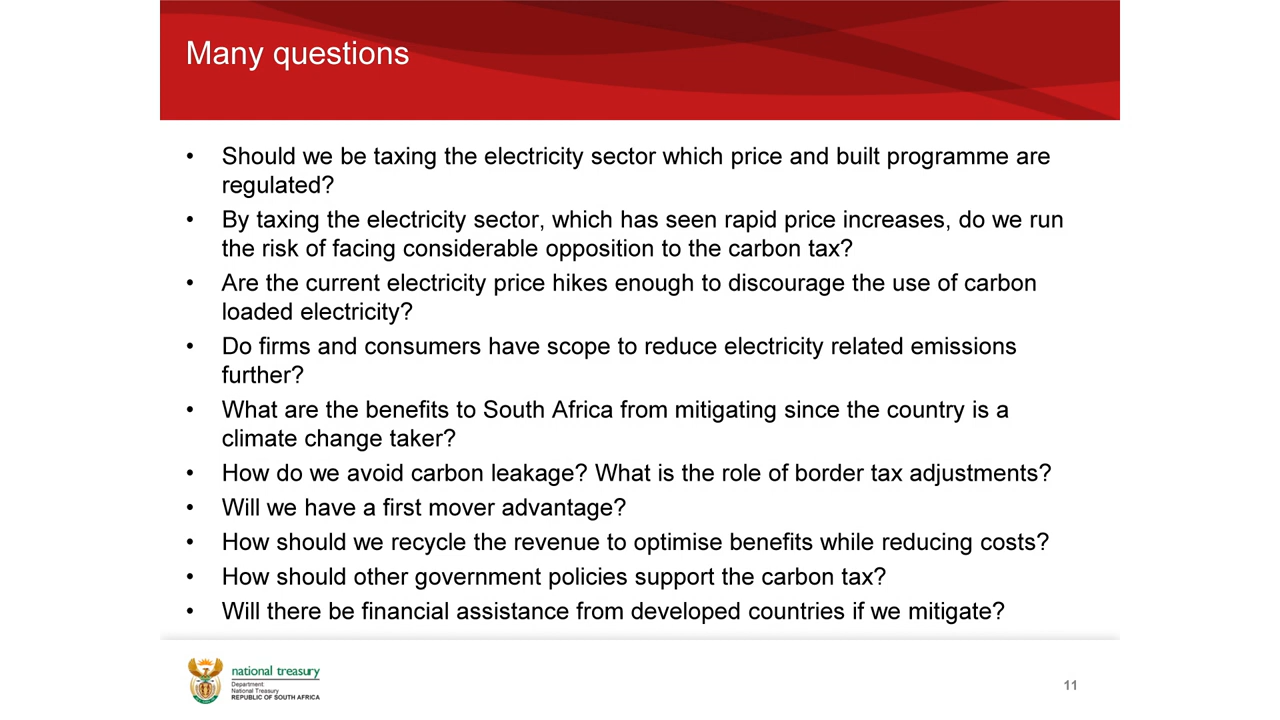 Many questions
• Should we be taxing the electricity sector which price and built programme are
regulated?
• By taxing the electricity sector, which has seen rapid price increases, do we run
the risk of facing considerable opposition to the carbon tax?
• Are the current electricity price hikes enough to discourage the use of carbon
loaded electricity?
• Do firms and consumers have scope to reduce electricity related emissions
further?
• What are the benefits to South Africa from mitigating since the country is a
climate change taker?
• How do we avoid carbon leakage? What is the role of border tax adjustments?
• Will we have a first mover advantage?
• How should we recycle the revenue to optimise benefits while reducing costs?
• How should other government policies support the carbon tax?
• Will there be financial assistance from developed countries if we mitigate?
national treasury
Department
National Treasury
REPUBLIC OF SOUTH AFRICA
11